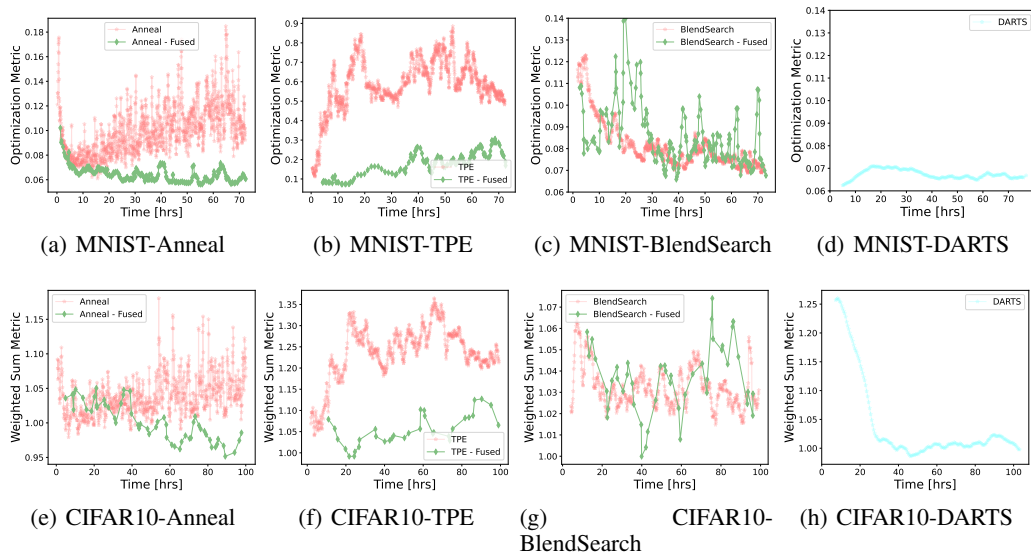 Anneal
Anneal - Fused
Optimization Metric
0.18
0.16
0.14
0.12
0.10
0.08
0.06
0 10 20 30 40 50 60 70
Time [hrs]
(a) MNIST-Anneal
TPE
TPE - Fused
Optimization Metric
0.9
0.8
0.7
0.6
0.5
0.4
0.3
0.2
0.1
0 10 20 30 40 50 60 70
Time [hrs]
(b) MNIST-TPE
BlendSearch
BlendSearch - Fused
Optimization Metric
0.14
0.13
0.12
0.11
0.10
0.09
0.08
0.07
0.06
0 10 20 30 40 50 60 70
Time [hrs]
(c) MNIST-BlendSearch
DARTS
Optimization Metric
0.14
0.13
0.12
0.11
0.10
0.09
0.08
0.07
0.06
0 10 20 30 40 50 60 70
Time [hrs]
(d) MNIST-DARTS
Anneal
Anneal - Fused
Weighted Sum Metric
1.15
1.10
1.05
1.00
0.95
0 20 40 60 80 100
Time [hrs]
(e) CIFAR10-Anneal
TPE
TPE - Fused
Weighted Sum Metric
1.35
1.30
1.25
1.20
1.15
1.10
1.05
1.00
0 20 40 60 80 100
Time [hrs]
(f) CIFAR10-TPE
BlendSearch
BlendSearch - Fused
Weighted Sum Metric
1.07
1.06
1.05
1.04
1.03
1.02
1.01
1.00
0 20 40 60 80 100
Time [hrs]
(g) CIFAR10-
BlendSearch
DARTS
Weighted Sum Metric
1.25
1.20
1.15
1.10
1.05
1.00
0 20 40 60 80 100
Time [hrs]
(h) CIFAR10-DARTS